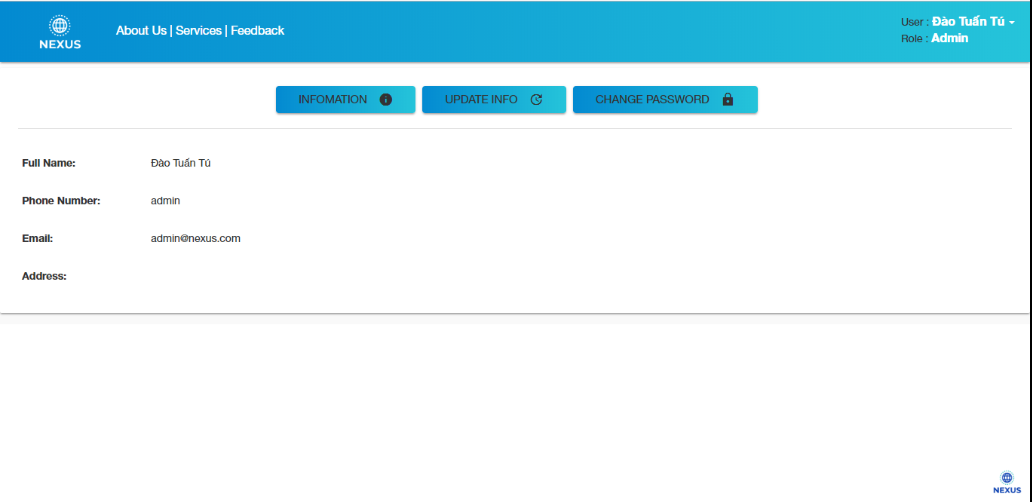 NEXUS
About Us | Services | Feedback
User : Đào Tuấn Tú
Role : Admin
INFOMATION
UPDATE INFO
CHANGE PASSWORD
Full Name: Đào Tuấn Tú
Phone Number: admin
Email: admin@nexus.com
Address:
NEXUS